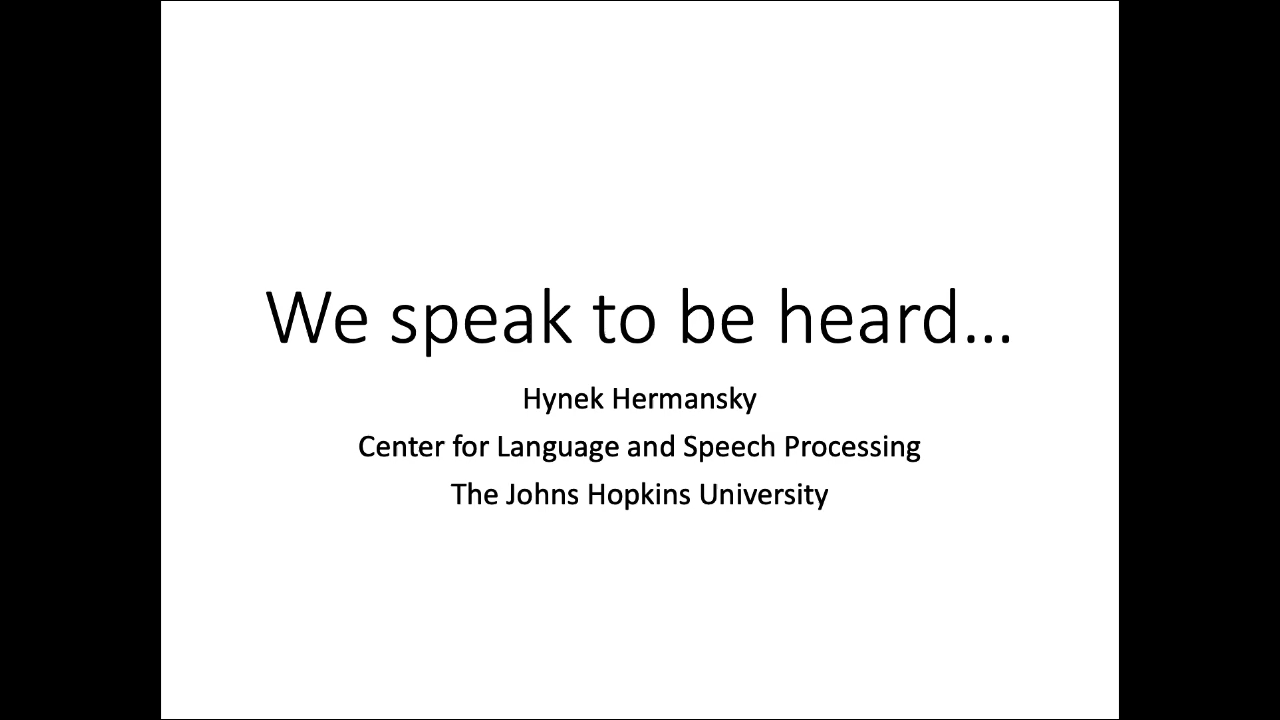 We speak to be heard...
Hynek Hermansky
Center for Language and Speech Processing
The Johns Hopkins University